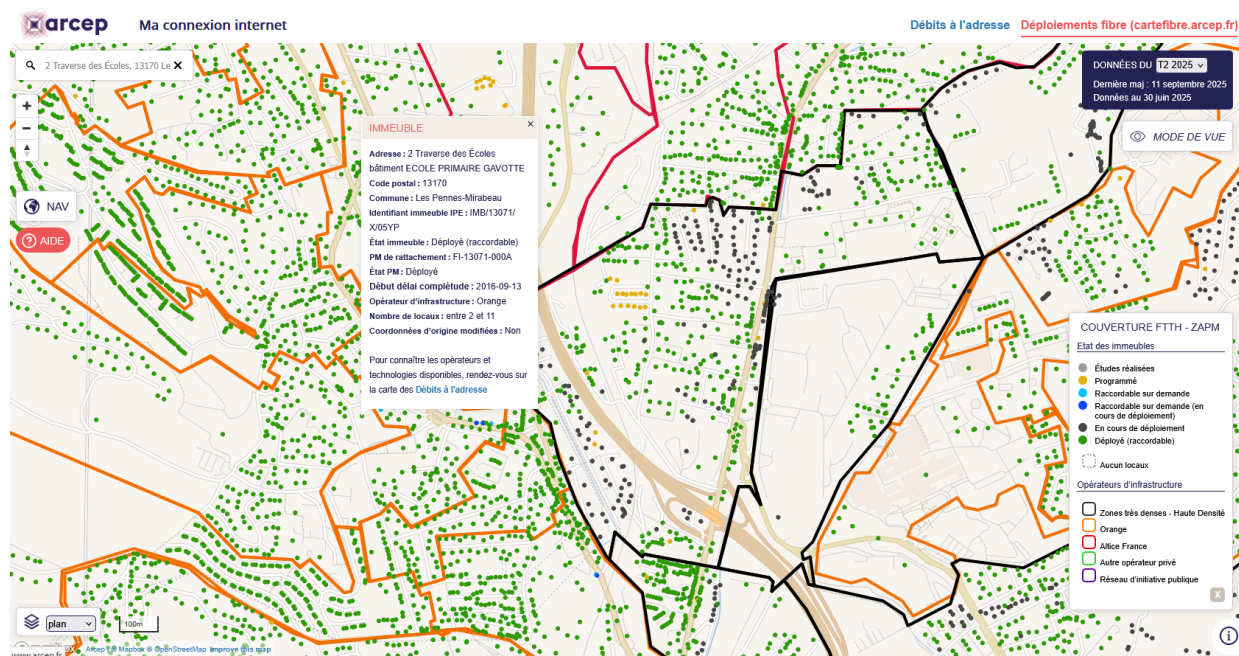 arcep
Ma connexion internet
Débits à l'adresse
Déploiements fibre (cartefibre.arcep.fr)
2 Traverse des Écoles, 13170 Le
NAV
AIDE
IMMEUBLE
Adresse : 2 Traverse des Écoles
bâtiment ECOLE PRIMAIRE GAVOTTE
Code postal : 13170
Commune : Les Pennes-Mirabeau
Identifiant immeuble IPE : IMB/13071/
X/05YP
État immeuble : Déployé (raccordable)
PM de rattachement : FI-13071-000A
État PM : Déployé
Début délai complétude : 2016-09-13
Opérateur d'infrastructure : Orange
Nombre de locaux : entre 2 et 11
Coordonnées d'origine modifiées : Non
Pour connaître les opérateurs et
technologies disponibles, rendez-vous sur
la carte des Débits à l'adresse
DONNÉES DU T2 2025
Dernière maj : 11 septembre 2025
Données au 30 juin 2025
MODE DE VUE
COUVERTURE FTTH - ZAPM
Etat des immeubles
Études réalisées
Programmé
Raccordable sur demande
Raccordable sur demande (en
cours de déploiement)
En cours de déploiement
Déployé (raccordable)
Aucun locaux
Opérateurs d'infrastructure
Zones très denses - Haute Densité
Orange
Altice France
Autre opérateur privé
Réseau d'initiative publique
X
plan
100m
Arcep | © Mapbox © OpenStreetMap Improve this map
www.arcep.fr